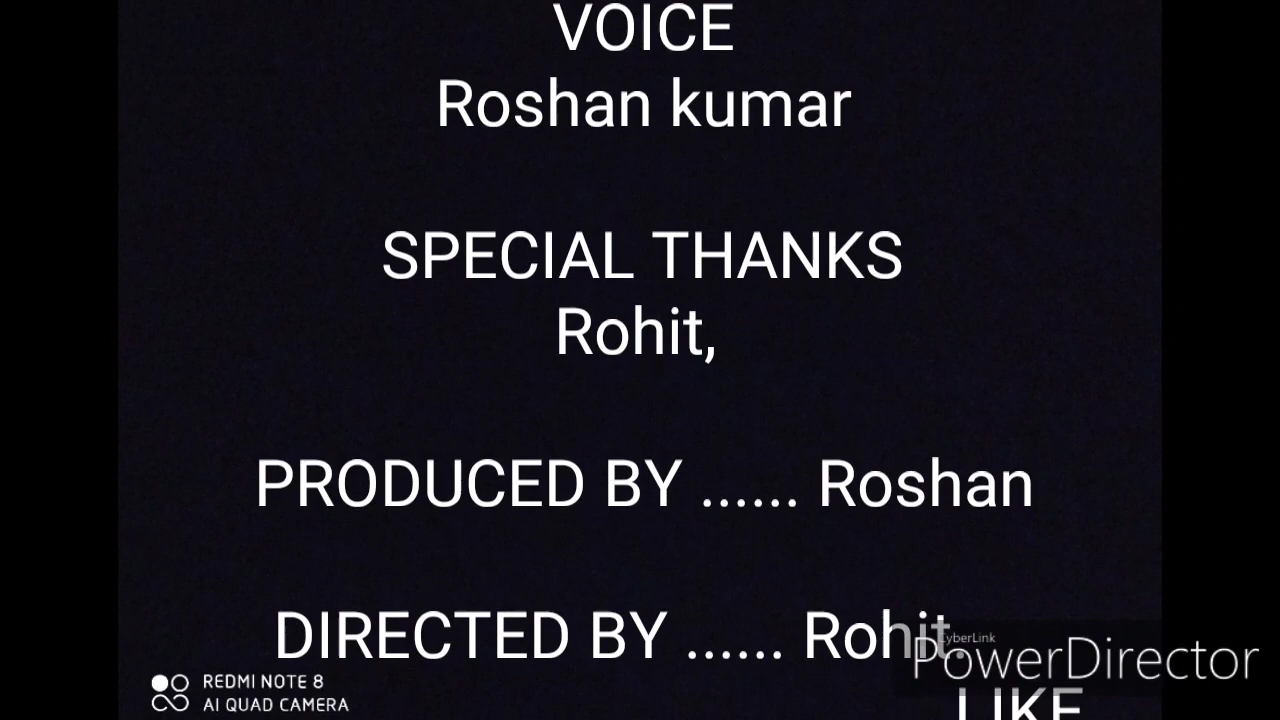 VOICE
Roshan kumar
SPECIAL THANKS
Rohit,
PRODUCED BY ...... Roshan
DIRECTED BY ...... Rohit.
CyberLink
PowerDirector
REDMI NOTE 8
AI QUAD CAMERA
LIKE